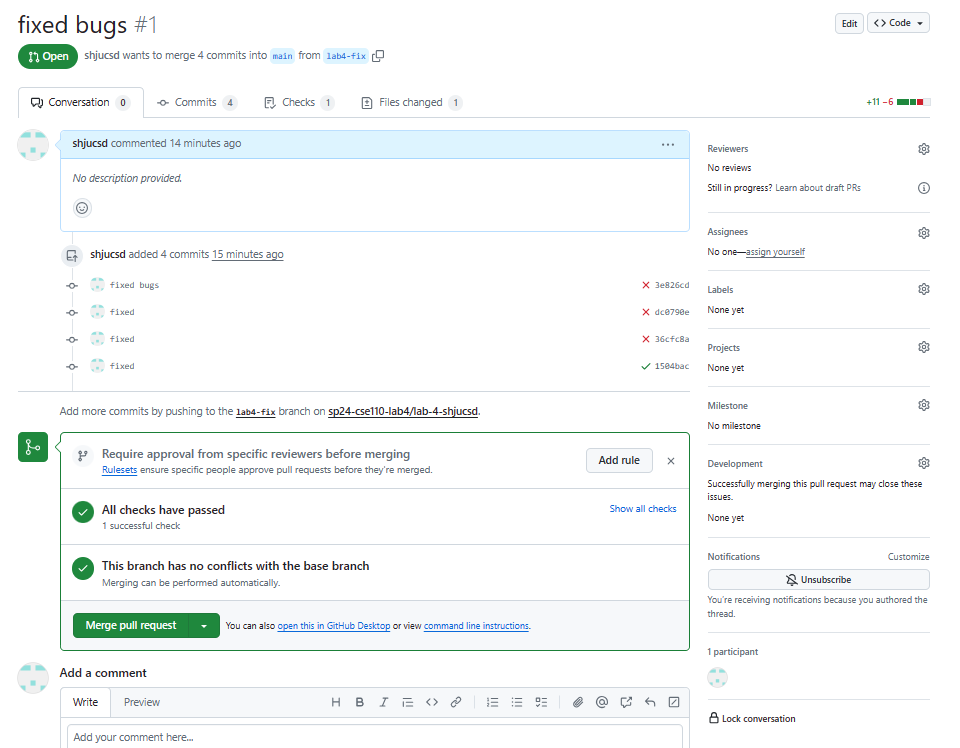 fixed bugs #1
Edit
Code
Open
shjucsd wants to merge 4 commits into main from lab4-fix
Conversation 0
Commits 4
Checks 1
Files changed 1
+11 −6
shjucsd commented 14 minutes ago
No description provided.
shjucsd added 4 commits 15 minutes ago
fixed bugs 3e826cd
fixed dc0790e
fixed 36cfc8a
fixed 1504bac
Add more commits by pushing to the lab4-fix branch on sp24-cse110-lab4/lab-4-shjucsd.
Require approval from specific reviewers before merging
Rulesets ensure specific people approve pull requests before they're merged.
Add rule
All checks have passed
1 successful check
Show all checks
This branch has no conflicts with the base branch
Merging can be performed automatically.
Merge pull request
You can also open this in GitHub Desktop or view command line instructions.
Add a comment
Write
Preview
H B I
Add your comment here...
Reviewers
No reviews
Still in progress? Learn about draft PRs
Assignees
No one—assign yourself
Labels
None yet
Projects
None yet
Milestone
No milestone
Development
Successfully merging this pull request may close these
issues.
None yet
Notifications
Customize
Unsubscribe
You're receiving notifications because you authored the
thread.
1 participant
Lock conversation